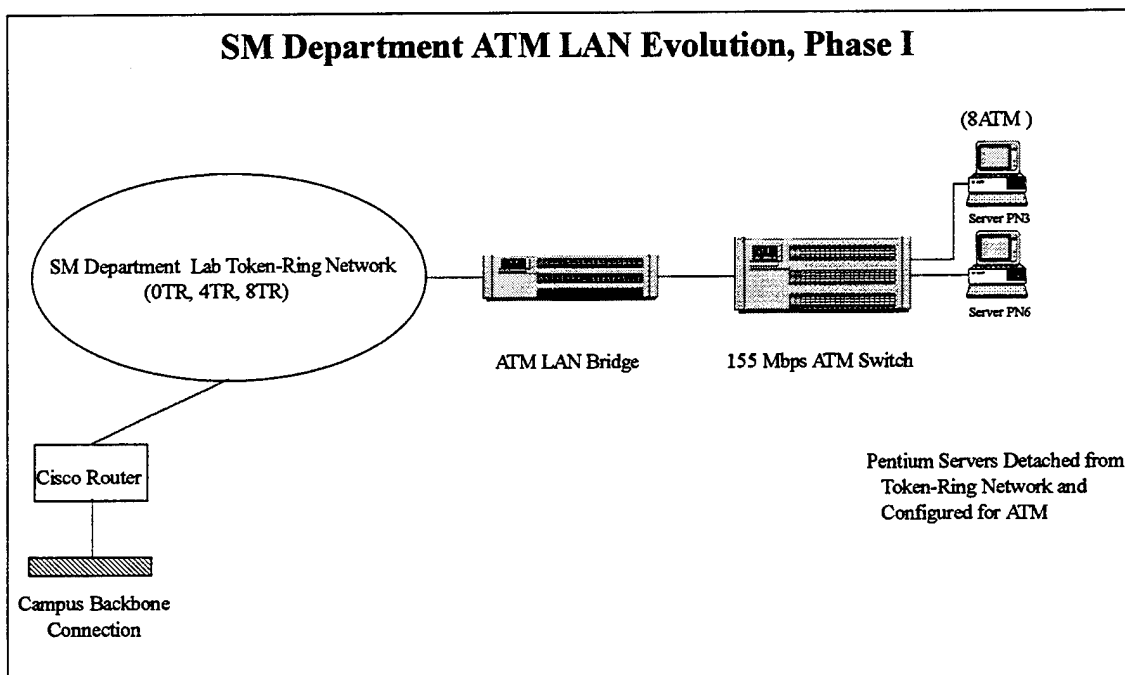 SM Department ATM LAN Evolution, Phase I
(8ATM )
Server PN3
SM Department Lab Token-Ring Network
(0TR, 4TR, 8TR)
Server PN6
ATM LAN Bridge
155 Mbps ATM Switch
Cisco Router
Pentium Servers Detached from
Token-Ring Network and
Configured for ATM
Campus Backbone
Connection